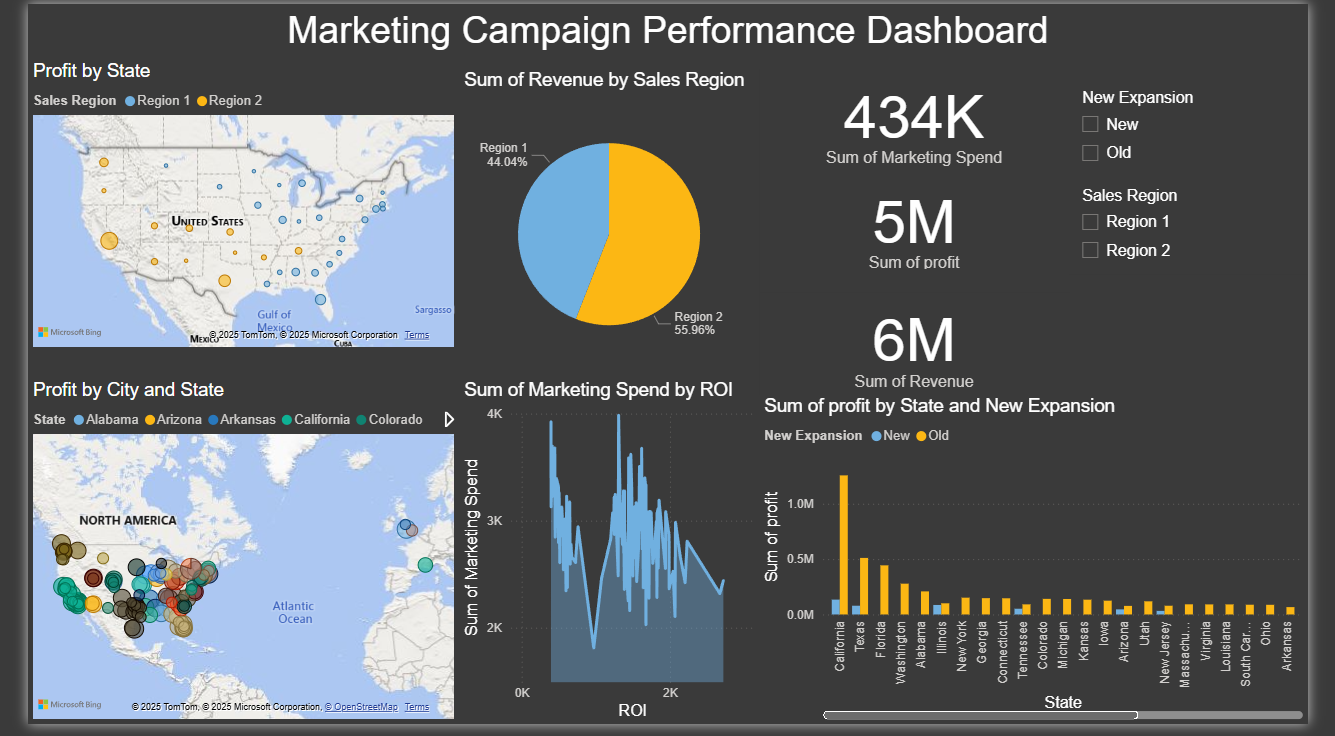 Marketing Campaign Performance Dashboard
Profit by State
Sales Region Region 1 Region 2
UNITED STATES
Gulf of
Mexico
Sargasso
MEXICO
CUBA
Microsoft Bing
© 2025 TomTom, © 2025 Microsoft Corporation Terms
Sum of Revenue by Sales Region
Region 1
44.04%
Region 2
55.96%
434K
Sum of Marketing Spend
5M
Sum of profit
6M
Sum of Revenue
New Expansion
New
Old
Sales Region
Region 1
Region 2
Profit by City and State
State Alabama Arizona Arkansas California Colorado
NORTH AMERICA
Atlantic
Ocean
Microsoft Bing
© 2025 TomTom, © 2025 Microsoft Corporation, © OpenStreetMap Terms
Sum of Marketing Spend by ROI
Sum of Marketing Spend
4K
3K
2K
0K 2K
ROI
Sum of profit by State and New Expansion
New Expansion New Old
Sum of profit
1.0M
0.5M
0.0M
California
Texas
Florida
Washington
Alabama
Illinois
New York
Georgia
Connecticut
Tennessee
Colorado
Michigan
Kansas
Iowa
Arizona
Utah
New Jersey
Massachu...
Virginia
Louisiana
South Car...
Ohio
Arkansas
State